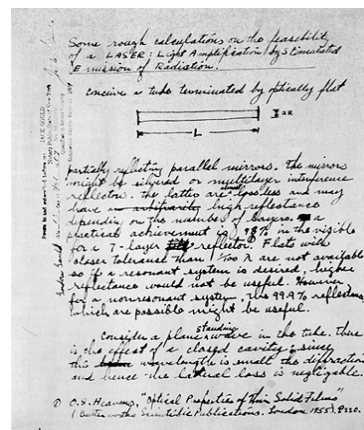 Some rough calculations on the feasibility
of a LASER: Light Amplification by Stimulated
Emission of Radiation.
conceive a tube terminated by optically flat
L
partially reflecting parallel mirrors. The mirrors
might be silvered or multilayer interference
reflectors. The latter are lossless and may
have high reflectance
depending on the number of layers. a
practical achievement is 98% in the visible
for a 7-layer reflector. Flats with
closer tolerance than 1/100 λ are not available
so if a resonant system is desired, higher
reflectance would not be useful. However,
for a nonresonant system, the 99.9% reflectances
which are possible might be useful.
Consider a plane standing wave in the tube. There
is the effect of a closed cavity; since
the wavelength is small the diffraction
and hence the lateral loss is negligable.
O.S. Heavens, "Optical Properties of Thin Solid Films"
(Butterworths Scientific Publications, London 1955)
JACK GOULD